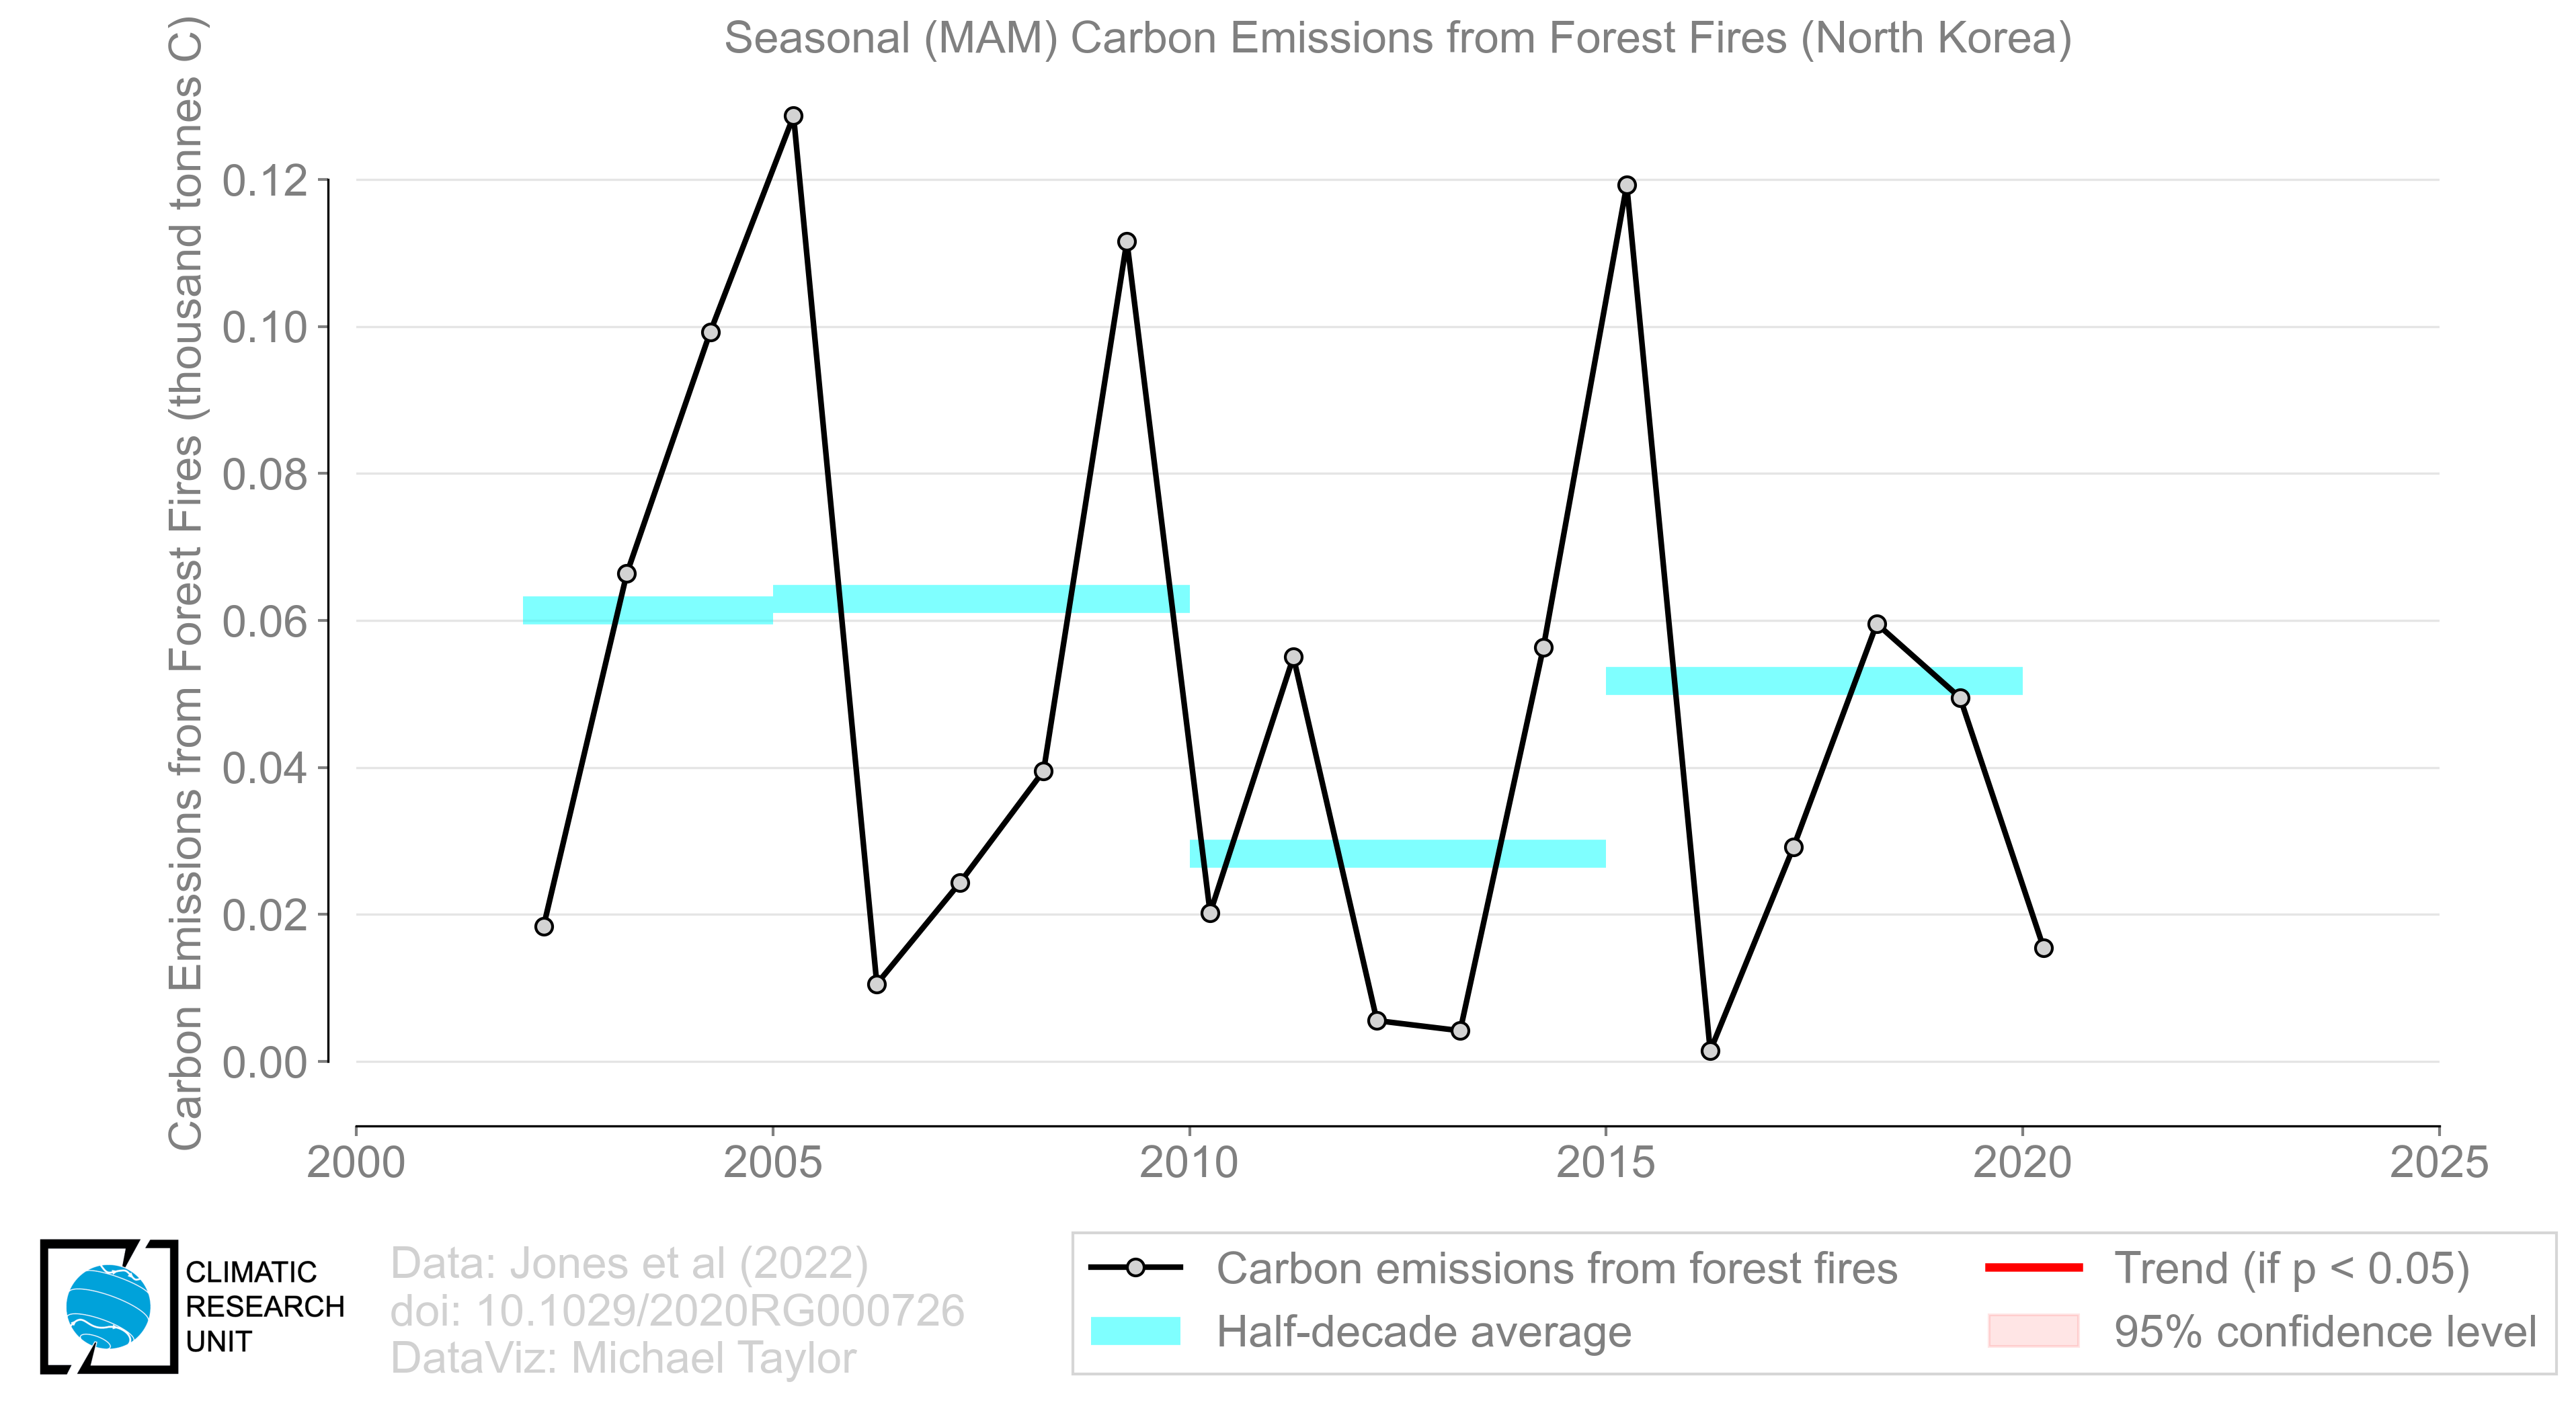 Seasonal (MAM) Carbon Emissions from Forest Fires (North Korea)
Carbon Emissions from Forest Fires (thousand tonnes C)
0.12
0.10
0.08
0.06
0.04
0.02
0.00
2000
2005
2010
2015
2020
2025
CLIMATIC
RESEARCH
UNIT
Data: Jones et al (2022)
doi: 10.1029/2020RG000726
DataViz: Michael Taylor
Carbon emissions from forest fires
Half-decade average
Trend (if p < 0.05)
95% confidence level